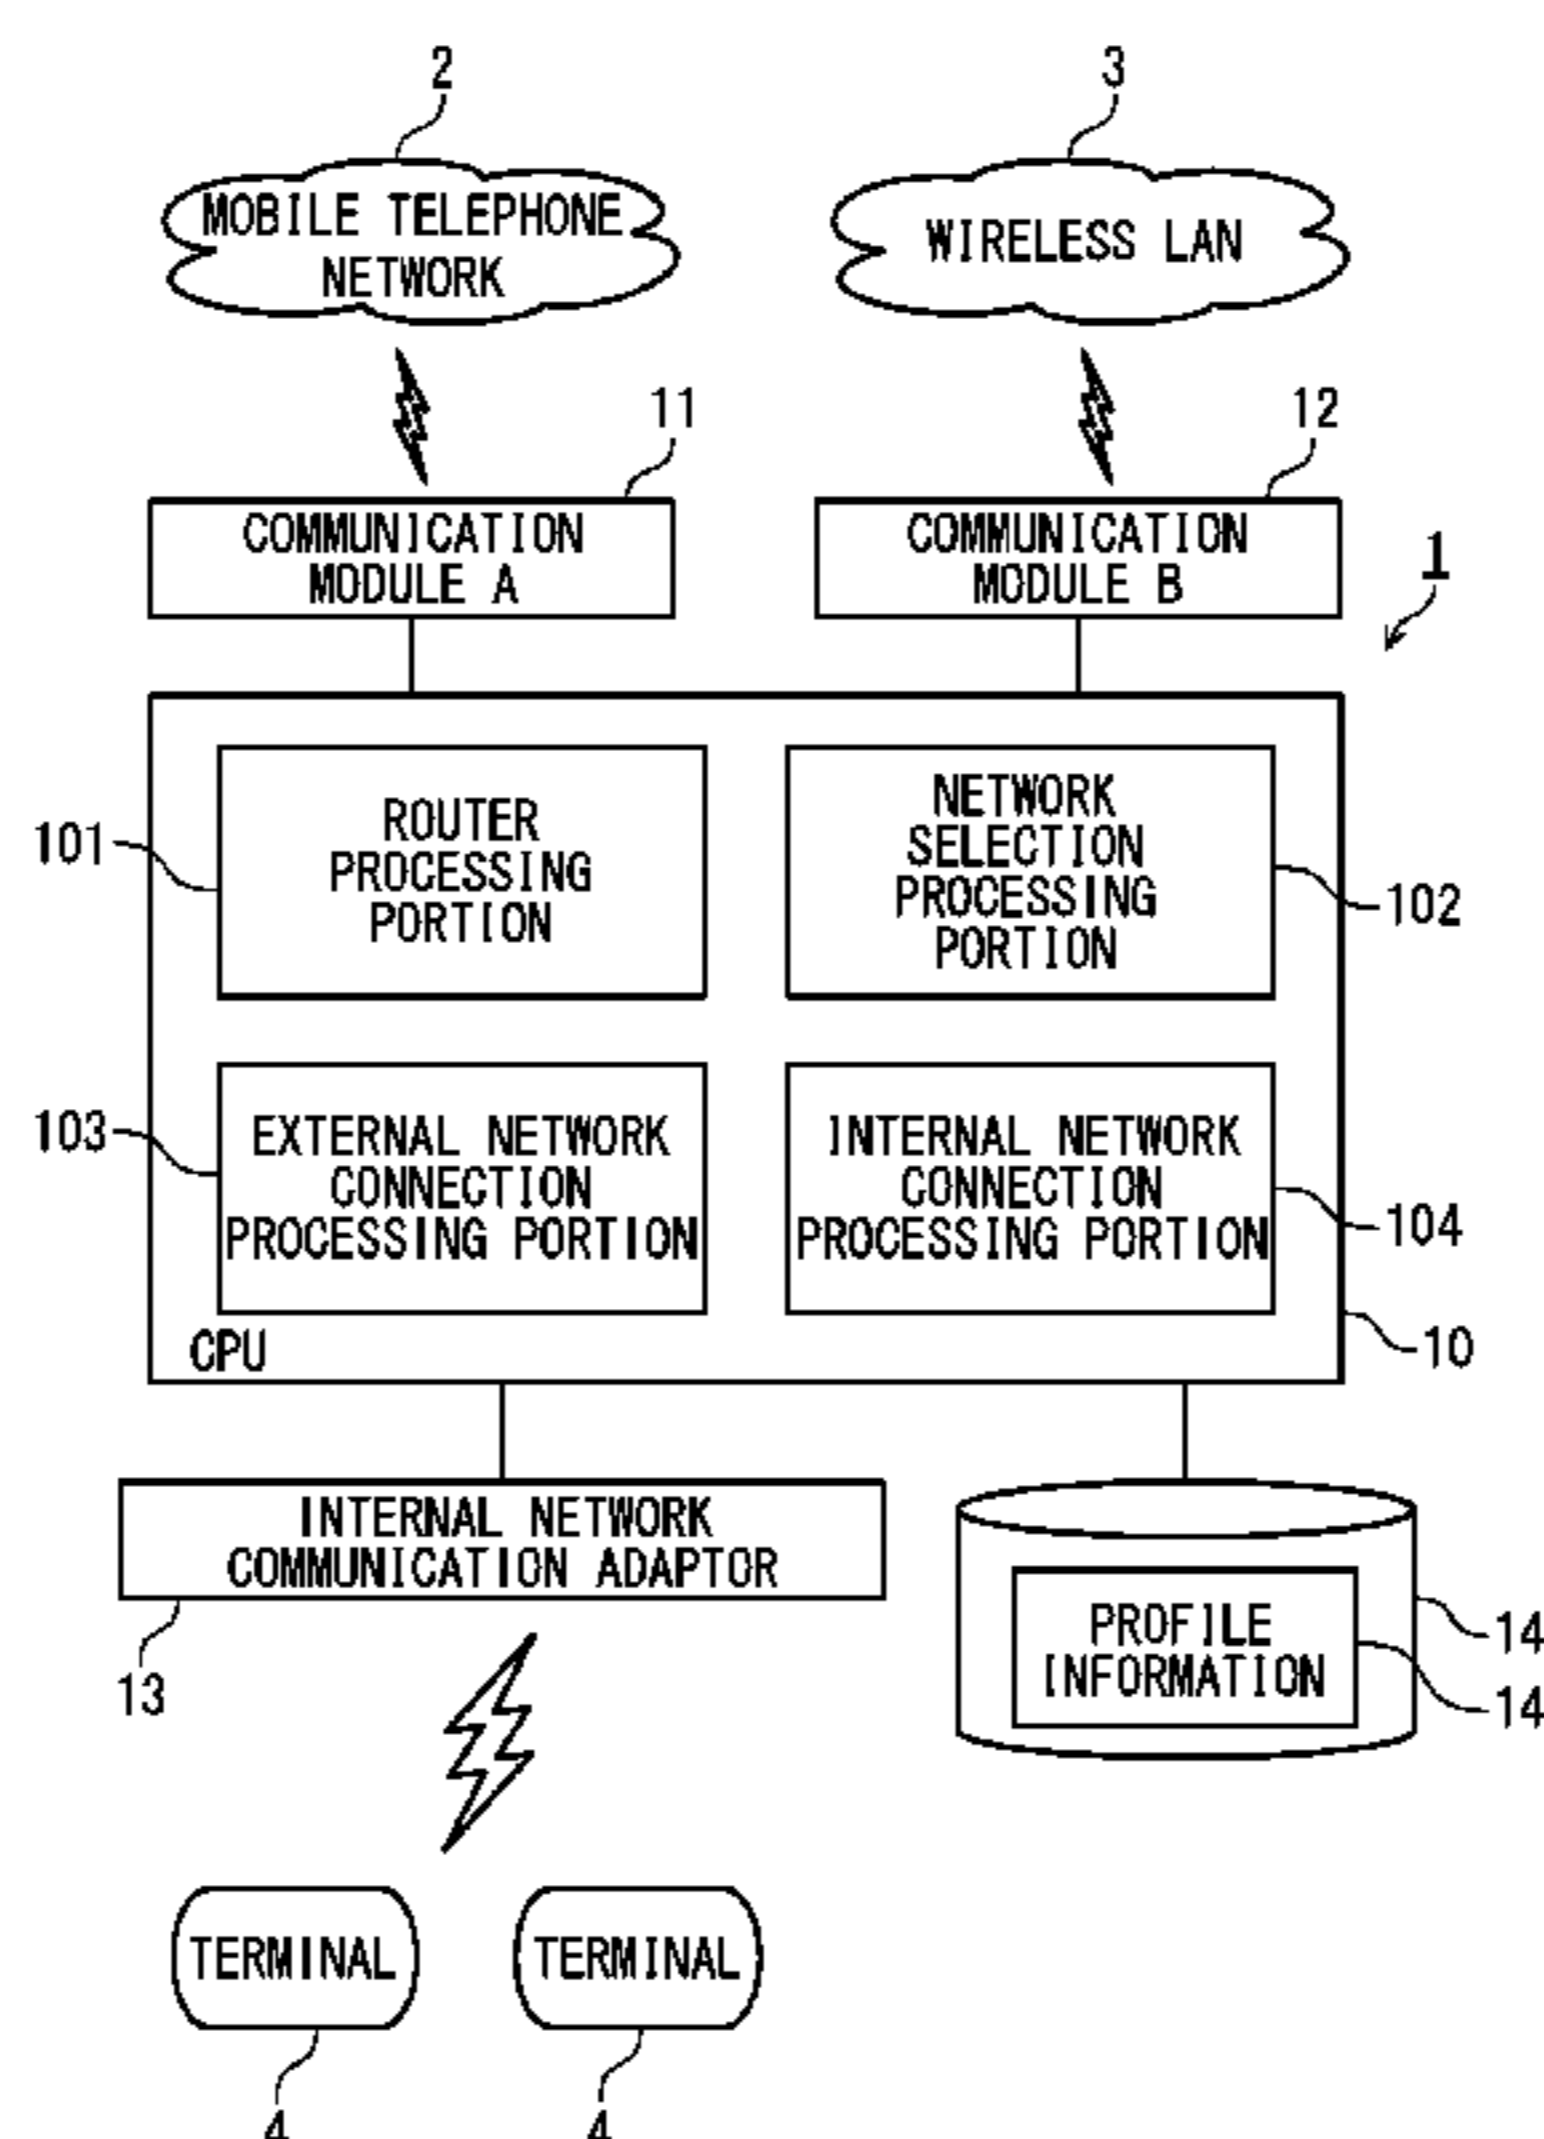 2
3
MOBILE TELEPHONE
NETWORK
WIRELESS LAN
11
12
COMMUNICATION
MODULE A
COMMUNICATION
MODULE B
1
ROUTER
PROCESSING
PORTION
101
NETWORK
SELECTION
PROCESSING
PORTION
102
103
EXTERNAL NETWORK
CONNECTION
PROCESSING PORTION
INTERNAL NETWORK
CONNECTION
PROCESSING PORTION
104
CPU
10
INTERNAL NETWORK
COMMUNICATION ADAPTOR
13
PROFILE
INFORMATION
14
14
TERMINAL
TERMINAL
4
4